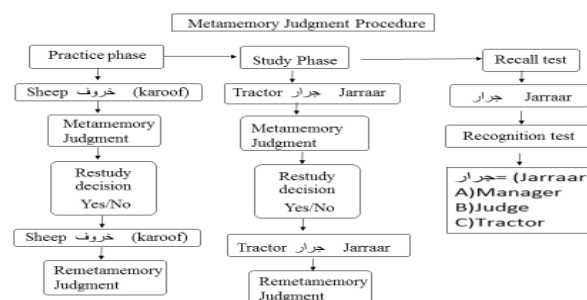 Metamemory Judgment Procedure
Practice phase
Sheep خروف (karoof)
Metamemory
Judgment
Restudy
decision
Yes/No
Sheep خروف (karoof)
Remetamemory
Judgment
Study Phase
Tractor جرار Jarraar
Metamemory
Judgment
Restudy
decision
Yes/No
Tractor جرار Jarraar
Remetamemory
Judgment
Recall test
جرار Jarraar
Recognition test
جرار= (Jarraar
A)Manager
B)Judge
C)Tractor